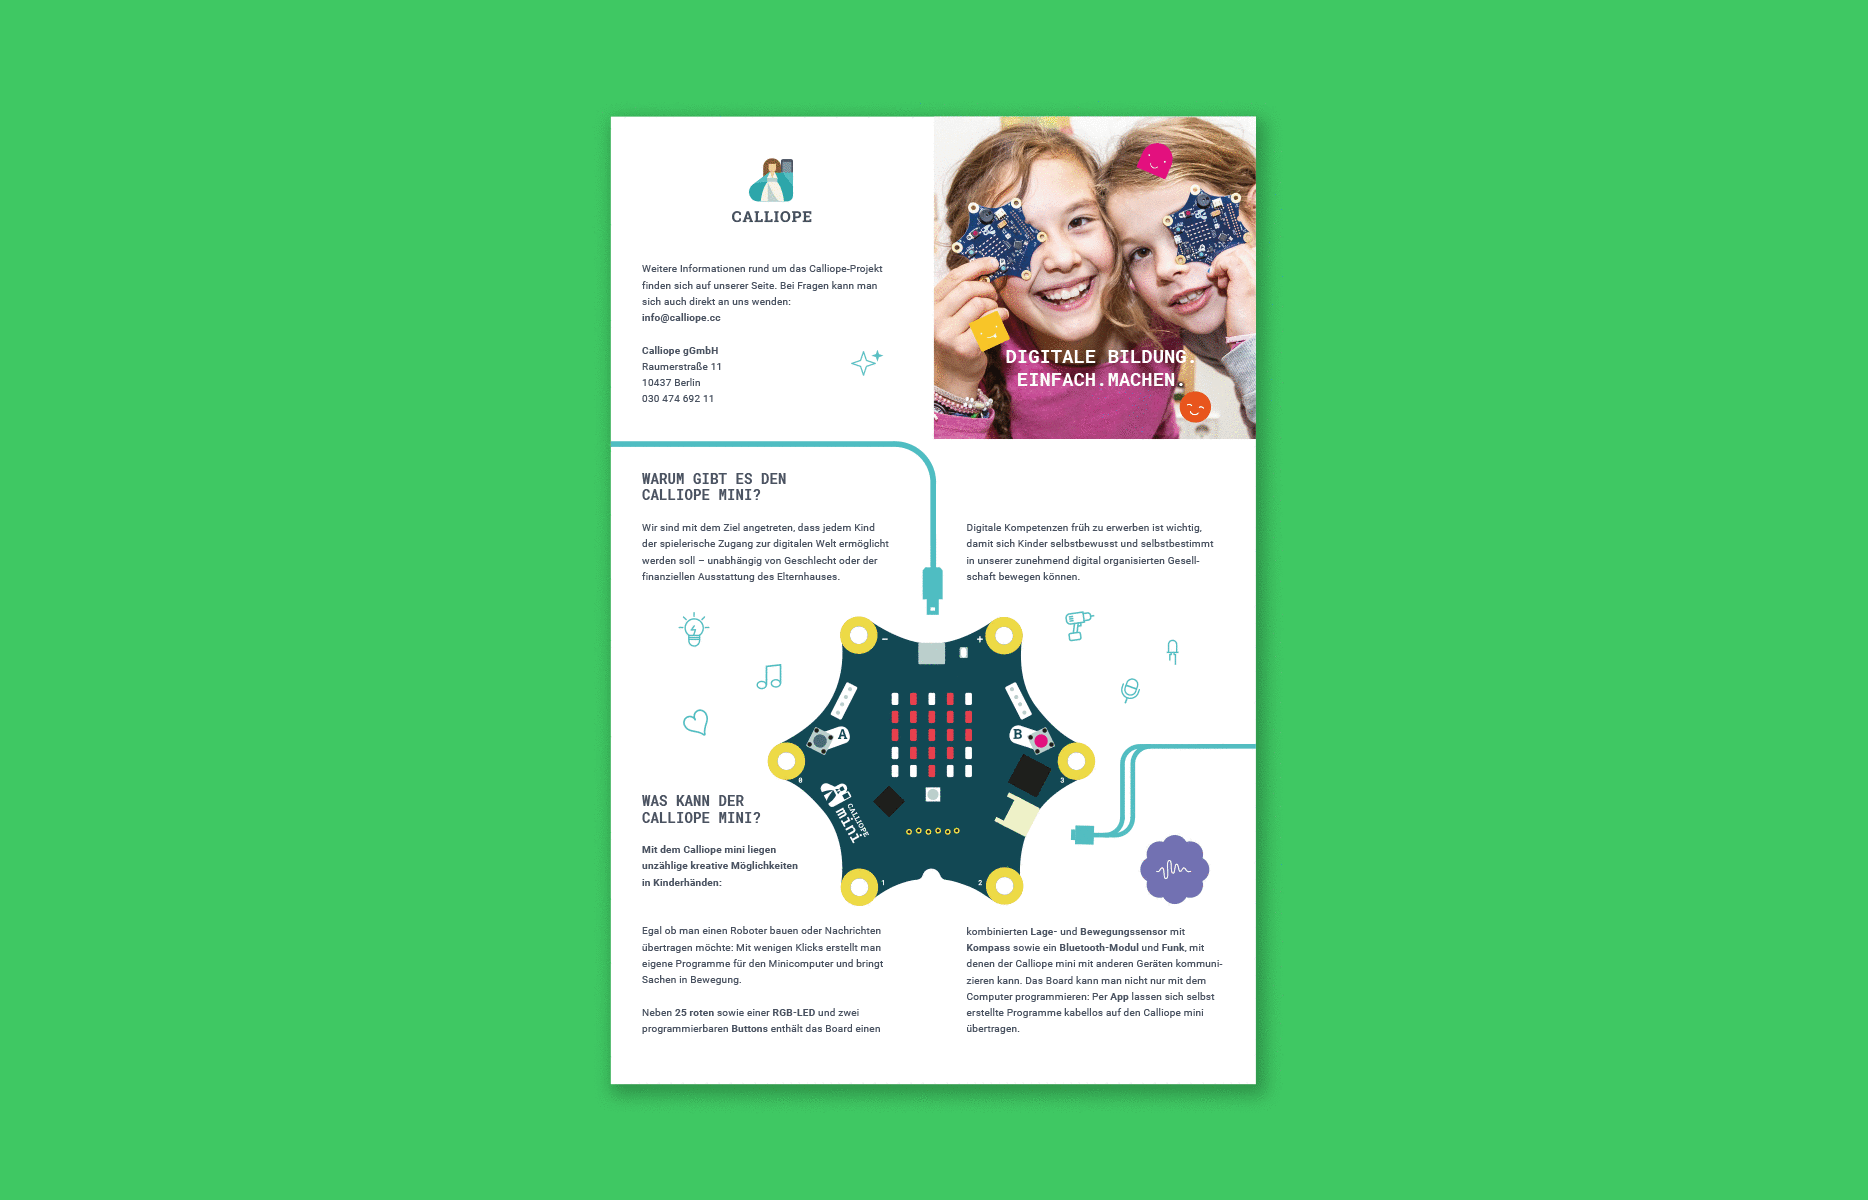 CALLIOPE
Weitere Informationen rund um das Calliope-Projekt
finden sich auf unserer Seite. Bei Fragen kann man
sich auch direkt an uns wenden:
info@calliope.cc
Calliope gGmbH
Raumerstraße 11
10437 Berlin
030 474 692 11
DIGITALE BILDUNG.
EINFACH.MACHEN.
WARUM GIBT ES DEN
CALLIOPE MINI?
Wir sind mit dem Ziel angetreten, dass jedem Kind
der spielerische Zugang zur digitalen Welt ermöglicht
werden soll – unabhängig von Geschlecht oder der
finanziellen Ausstattung des Elternhauses.
Digitale Kompetenzen früh zu erwerben ist wichtig,
damit sich Kinder selbstbewusst und selbstbestimmt
in unserer zunehmend digital organisierten Gesell-
schaft bewegen können.
− +
A B
0 3
CALLIOPE
mini
1 2
WAS KANN DER
CALLIOPE MINI?
Mit dem Calliope mini liegen
unzählige kreative Möglichkeiten
in Kinderhänden:
Egal ob man einen Roboter bauen oder Nachrichten
übertragen möchte: Mit wenigen Klicks erstellt man
eigene Programme für den Minicomputer und bringt
Sachen in Bewegung.
Neben 25 roten sowie einer RGB-LED und zwei
programmierbaren Buttons enthält das Board einen
kombinierten Lage- und Bewegungssensor mit
Kompass sowie ein Bluetooth-Modul und Funk, mit
denen der Calliope mini mit anderen Geräten kommuni-
zieren kann. Das Board kann man nicht nur mit dem
Computer programmieren: Per App lassen sich selbst
erstellte Programme kabellos auf den Calliope mini
übertragen.